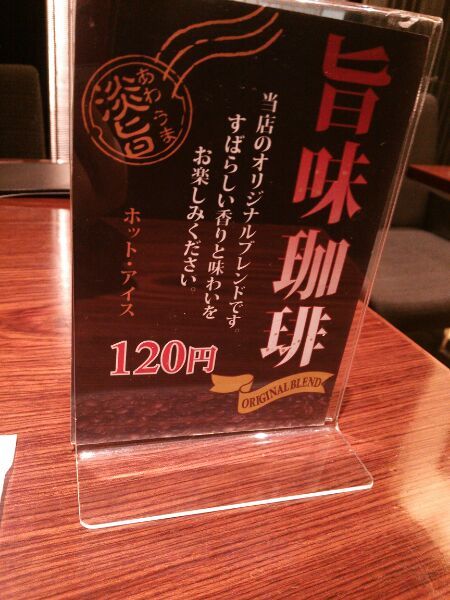 旨味珈琲
当店のオリジナルブレンドです。
すばらしい香りと味わいを
お楽しみください。
あわうま
淡旨
ホット・アイス
120円
ORIGINAL BLEND